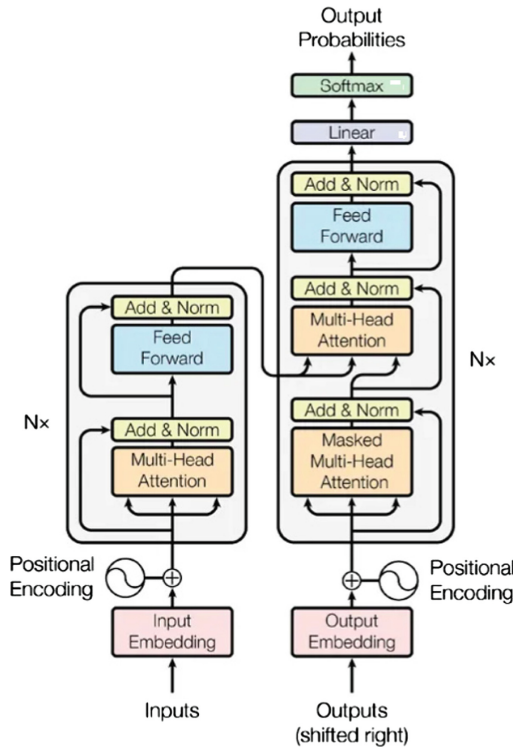 Output
Probabilities
Softmax
Linear
Add & Norm
Feed
Forward
Add & Norm
Multi-Head
Attention
Nx
Add & Norm
Masked
Multi-Head
Attention
Add & Norm
Feed
Forward
Nx
Add & Norm
Multi-Head
Attention
Positional
Encoding
Positional
Encoding
Input
Embedding
Output
Embedding
Inputs
Outputs
(shifted right)